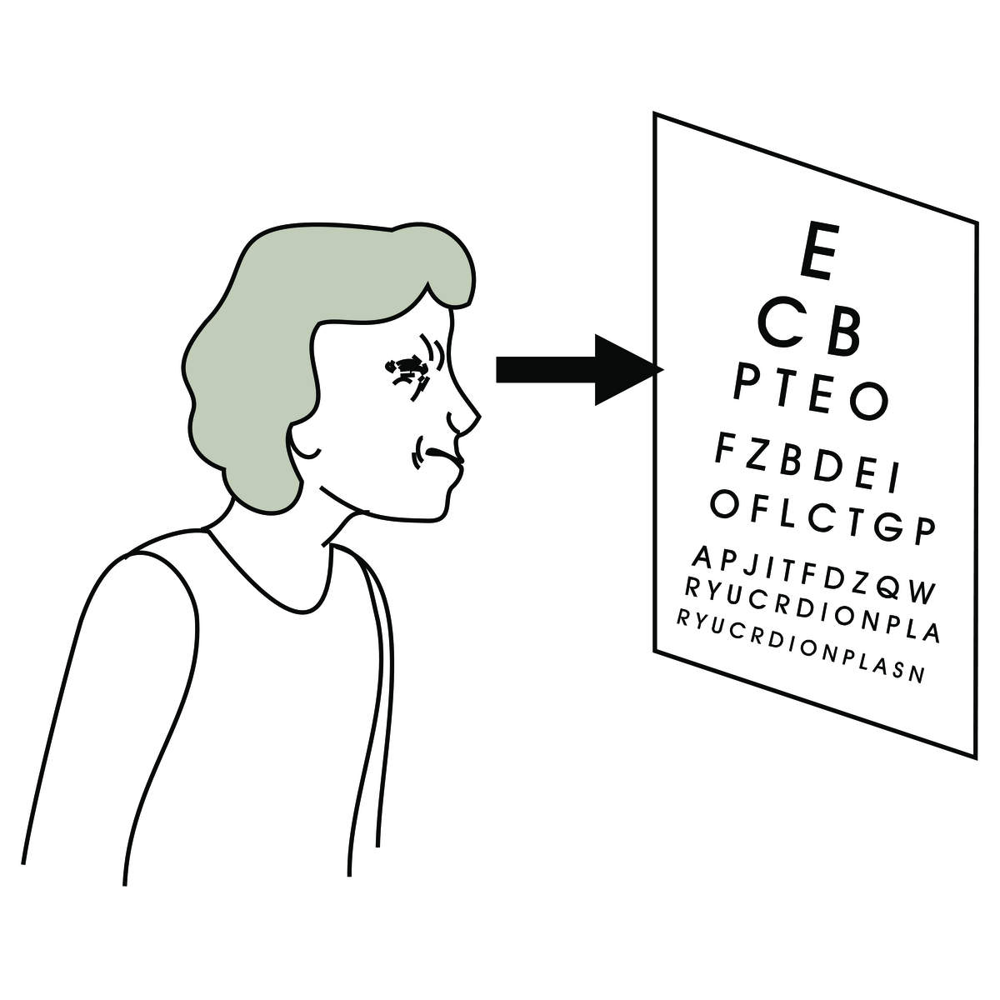 E
C B
P T E O
F Z B D E I
O F L C T G P
A P J I T F D Z Q W
R Y U C R D I O N P L A
R Y U C R D I O N P L A S N